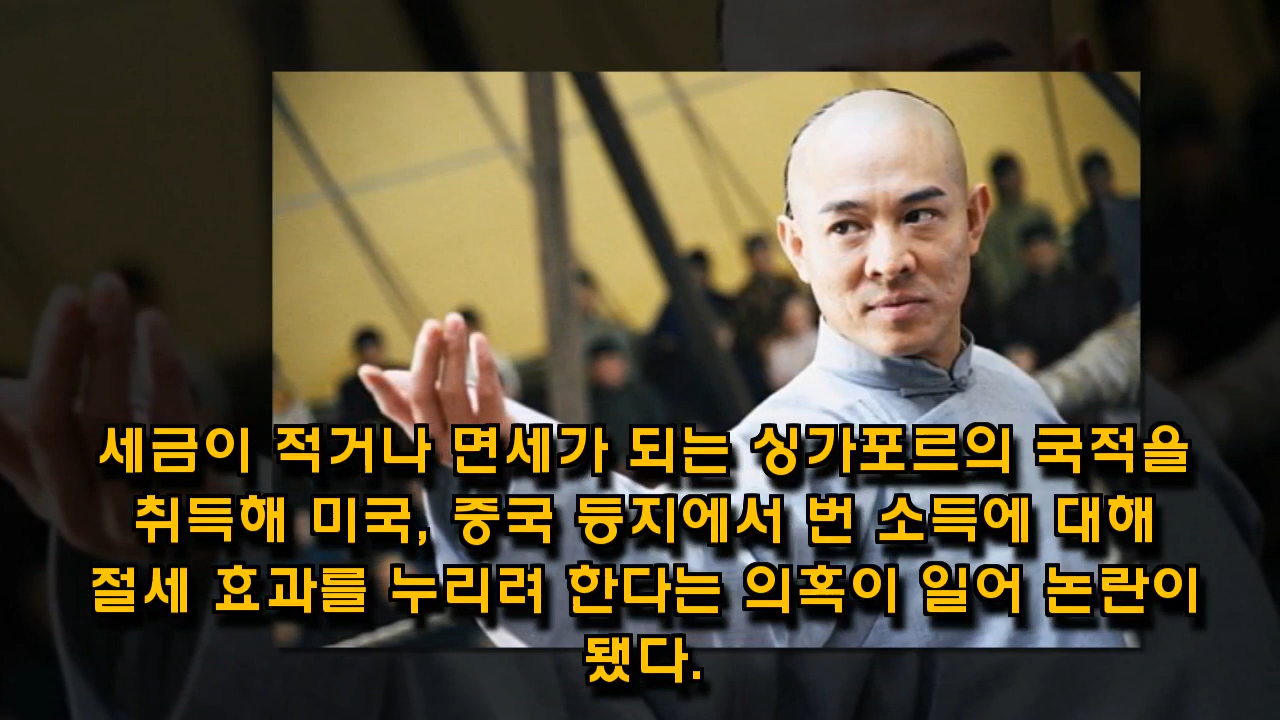 세금이 적거나 면세가 되는 싱가포르의 국적을
취득해 미국, 중국 등지에서 번 소득에 대해
절세 효과를 누리려 한다는 의혹이 일어 논란이
됐다.